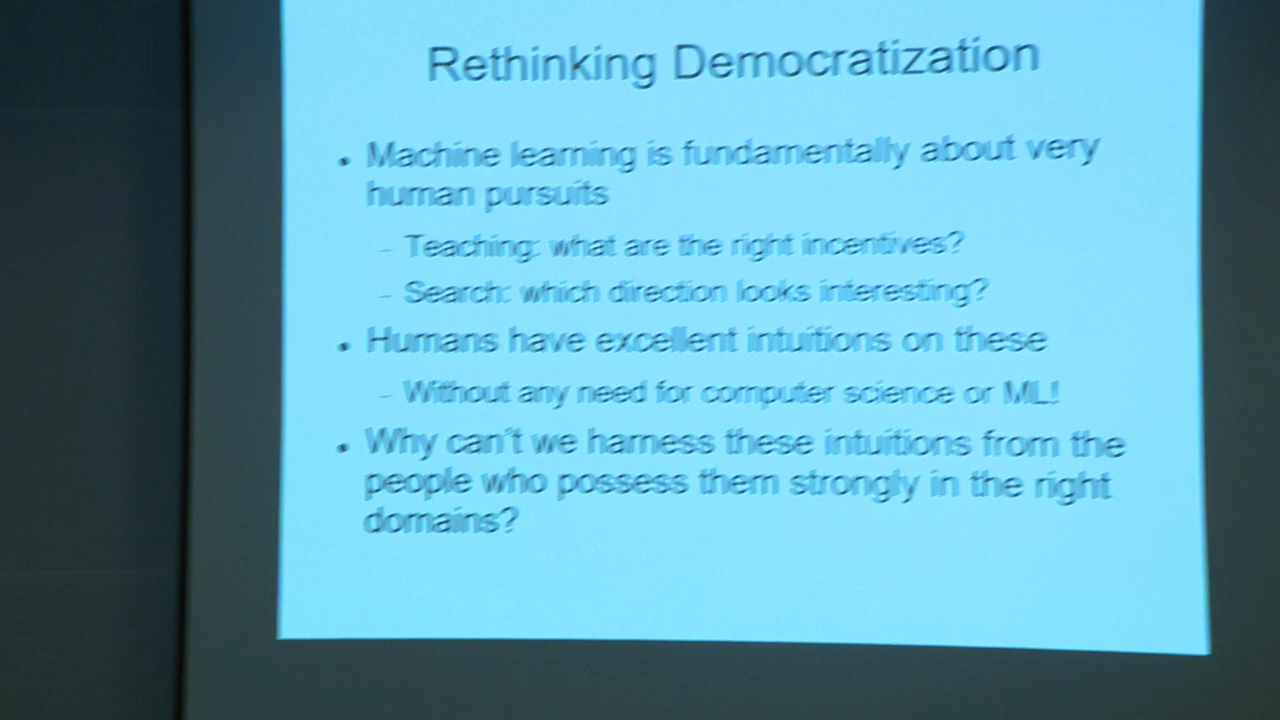 Rethinking Democratization
• Machine learning is fundamentally about very
human pursuits
– Teaching: what are the right incentives?
– Search: which direction looks interesting?
• Humans have excellent intuitions on these
– Without any need for computer science or ML!
• Why can't we harness these intuitions from the
people who possess them strongly in the right
domains?